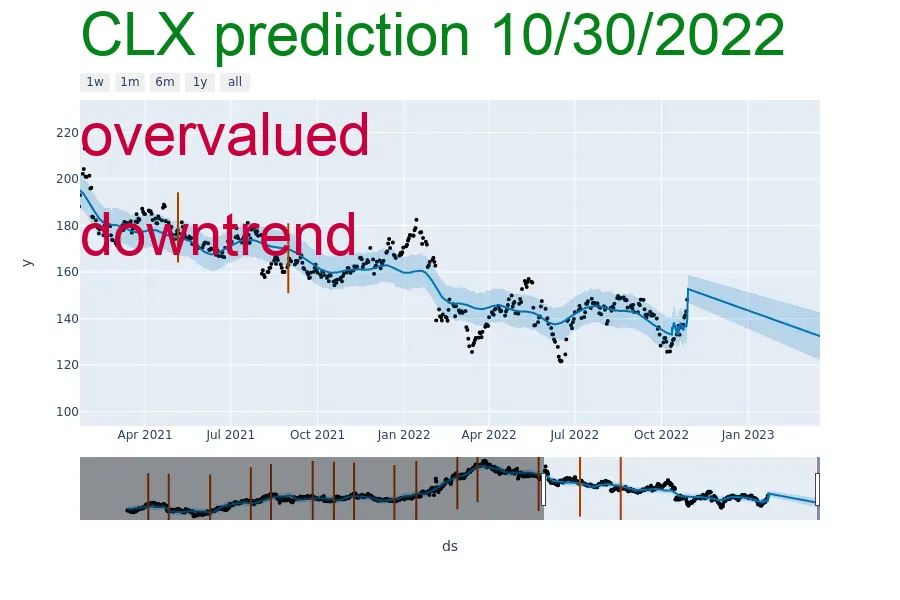 CLX prediction 10/30/2022
1w 1m 6m 1y all
overvalued
downtrend
220
200
180
160
140
120
100
y
Apr 2021 Jul 2021 Oct 2021 Jan 2022 Apr 2022 Jul 2022 Oct 2022 Jan 2023
ds